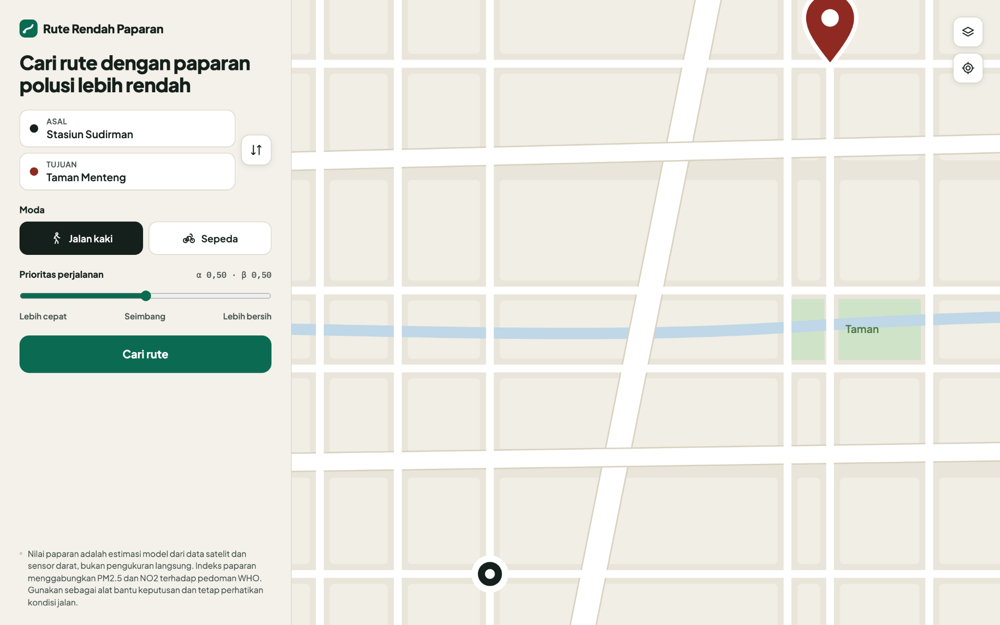 Rute Rendah Paparan
Cari rute dengan paparan
polusi lebih rendah
ASAL
Stasiun Sudirman
TUJUAN
Taman Menteng
Moda
Jalan kaki
Sepeda
Prioritas perjalanan
α 0,50 · β 0,50
Lebih cepat
Seimbang
Lebih bersih
Cari rute
Nilai paparan adalah estimasi model dari data satelit dan
sensor darat, bukan pengukuran langsung. Indeks paparan
menggabungkan PM2.5 dan NO2 terhadap pedoman WHO.
Gunakan sebagai alat bantu keputusan dan tetap perhatikan
kondisi jalan.
Taman